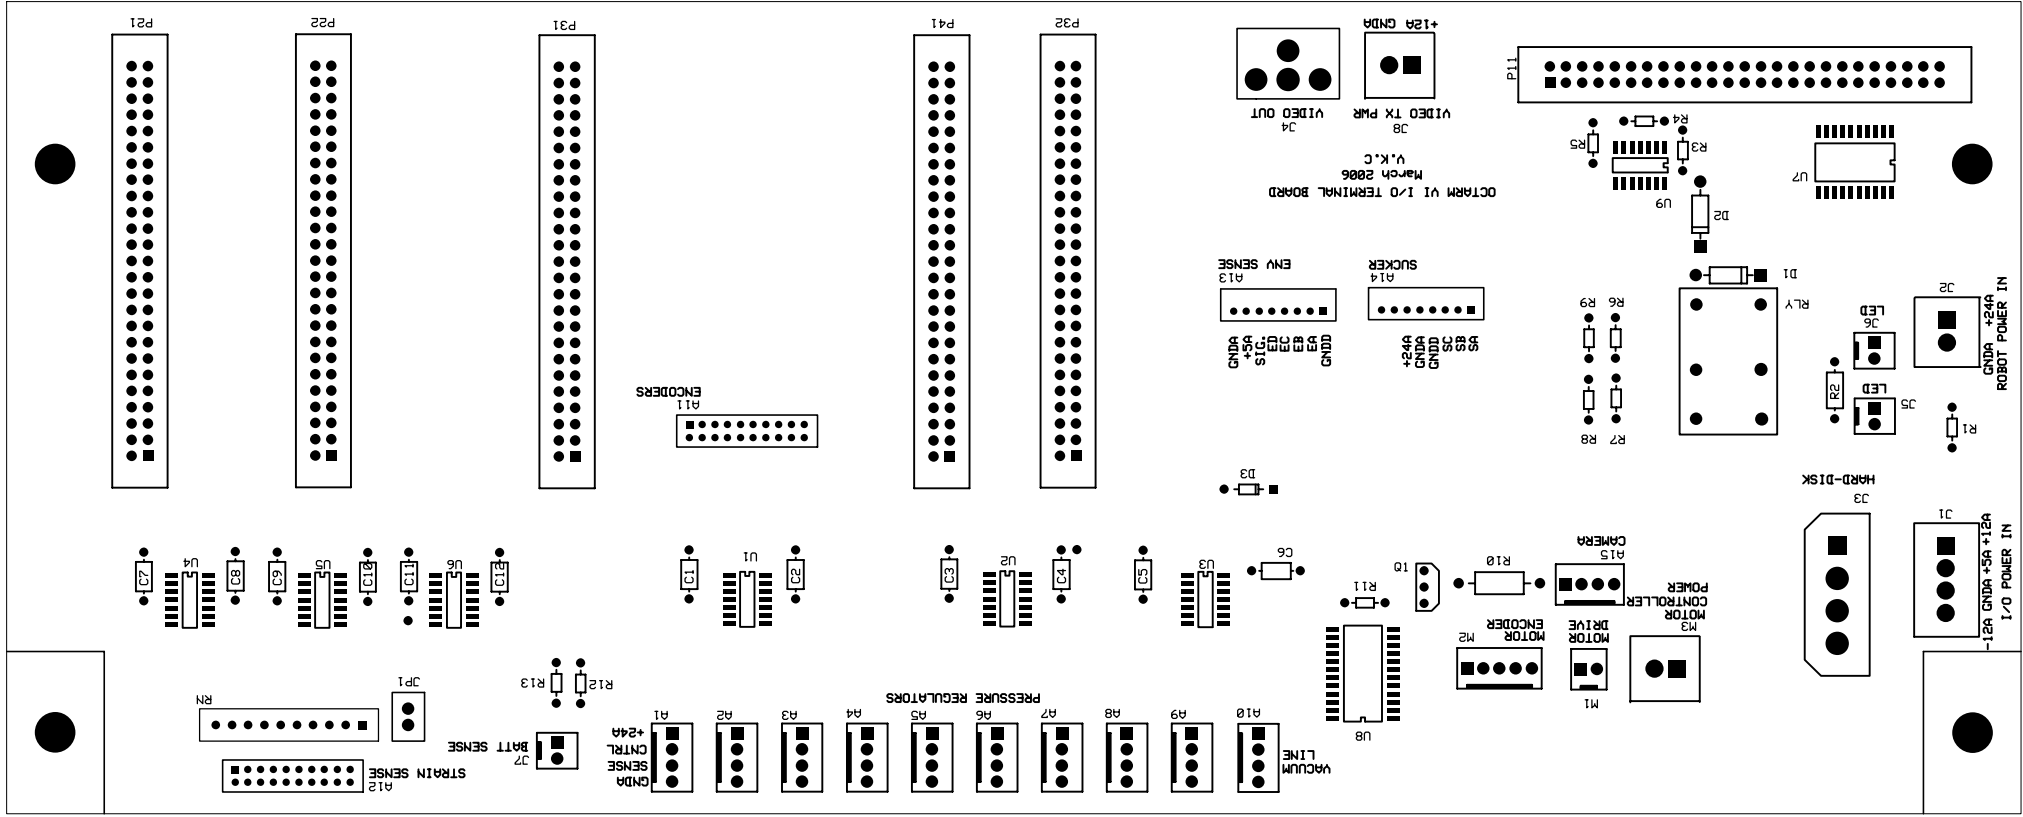 P21
P22
P31
P41
P32
+12A GNDA
P11
VIDEO OUT
J4
VIDEO TX PWR
J8
R4
R5
R3
V.K.C
March 2006
OCTARM VI I/O TERMINAL BOARD
U7
U9
D2
ENV SENSE
A13
SUCKER
A14
D1
GNDA
+5A
SIG.
ED
EC
EB
EA
GNDD
+24A
GNDA
GNDD
SC
SB
SA
R9
R6
RLY
LED
J6
J2
GNDA +24A
ROBOT POWER IN
ENCODERS
A11
R2
LED
J5
R8
R7
R1
D3
HARD-DISK
J3
J1
-12A GNDA +5A +12A
I/O POWER IN
C7
U4
C8
C9
U5
C10
C11
U6
C12
C1
U1
C2
C3
U2
C4
C5
U3
C6
Q1
R10
R11
CAMERA
A15
POWER
CONTROLLER
MOTOR
M3
ENCODER
MOTOR
M2
DRIVE
MOTOR
M1
RN
JP1
R13
R12
PRESSURE REGULATORS
BATT SENSE
J7
A1
A2
A3
A4
A5
A6
A7
A8
A9
A10
+24A
CNTRL
SENSE
GNDA
LINE
VACUUM
U8
STRAIN SENSE
A12